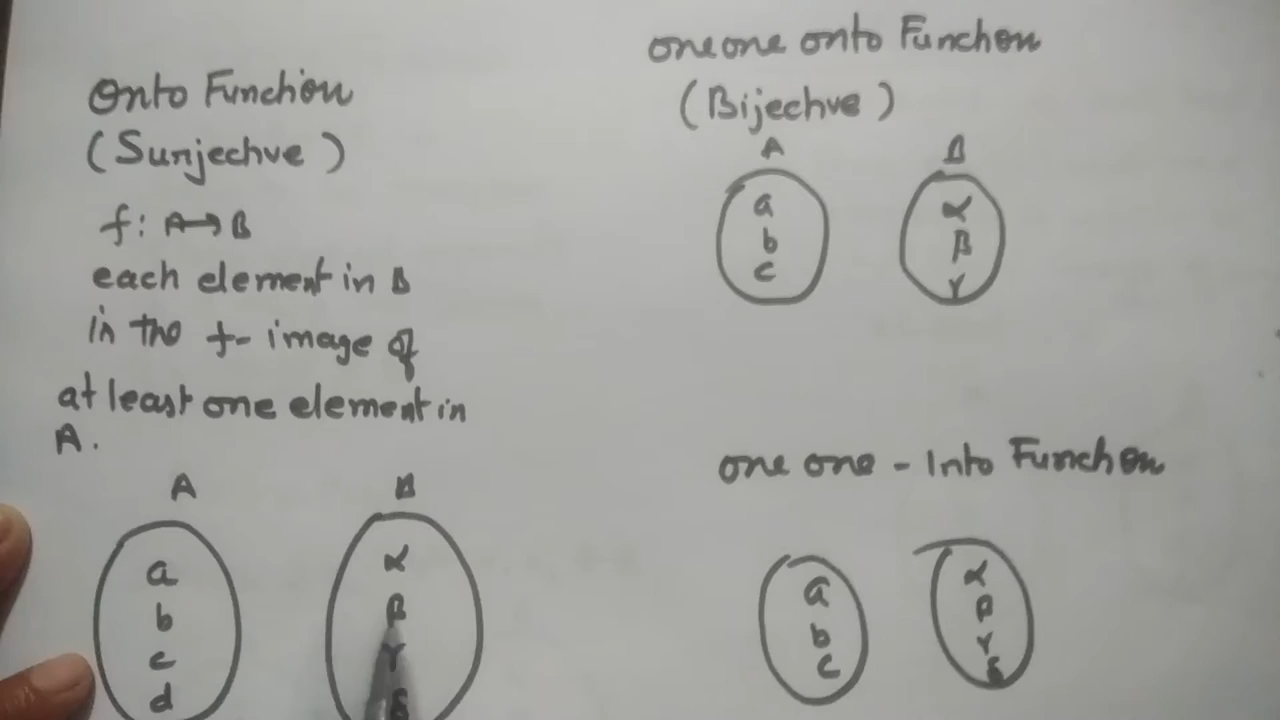 Onto Function
(Surjective)
f: A→B
each element in B
in the f- image of
at least one element in
A.
A B
a α
b β
c γ
d δ
one one onto Function
(Bijective)
A B
a α
b β
c γ
one one - Into Function
a α
b β
c γ
δ